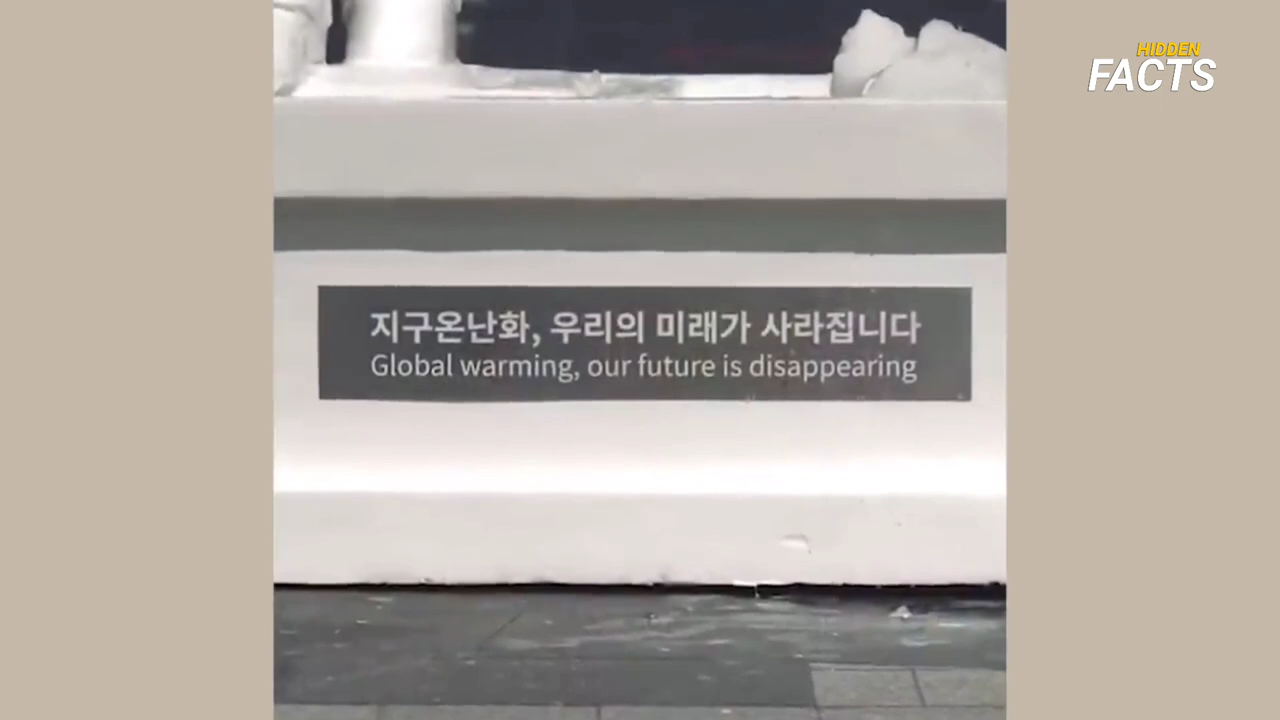 HIDDEN
FACTS
지구온난화, 우리의 미래가 사라집니다
Global warming, our future is disappearing